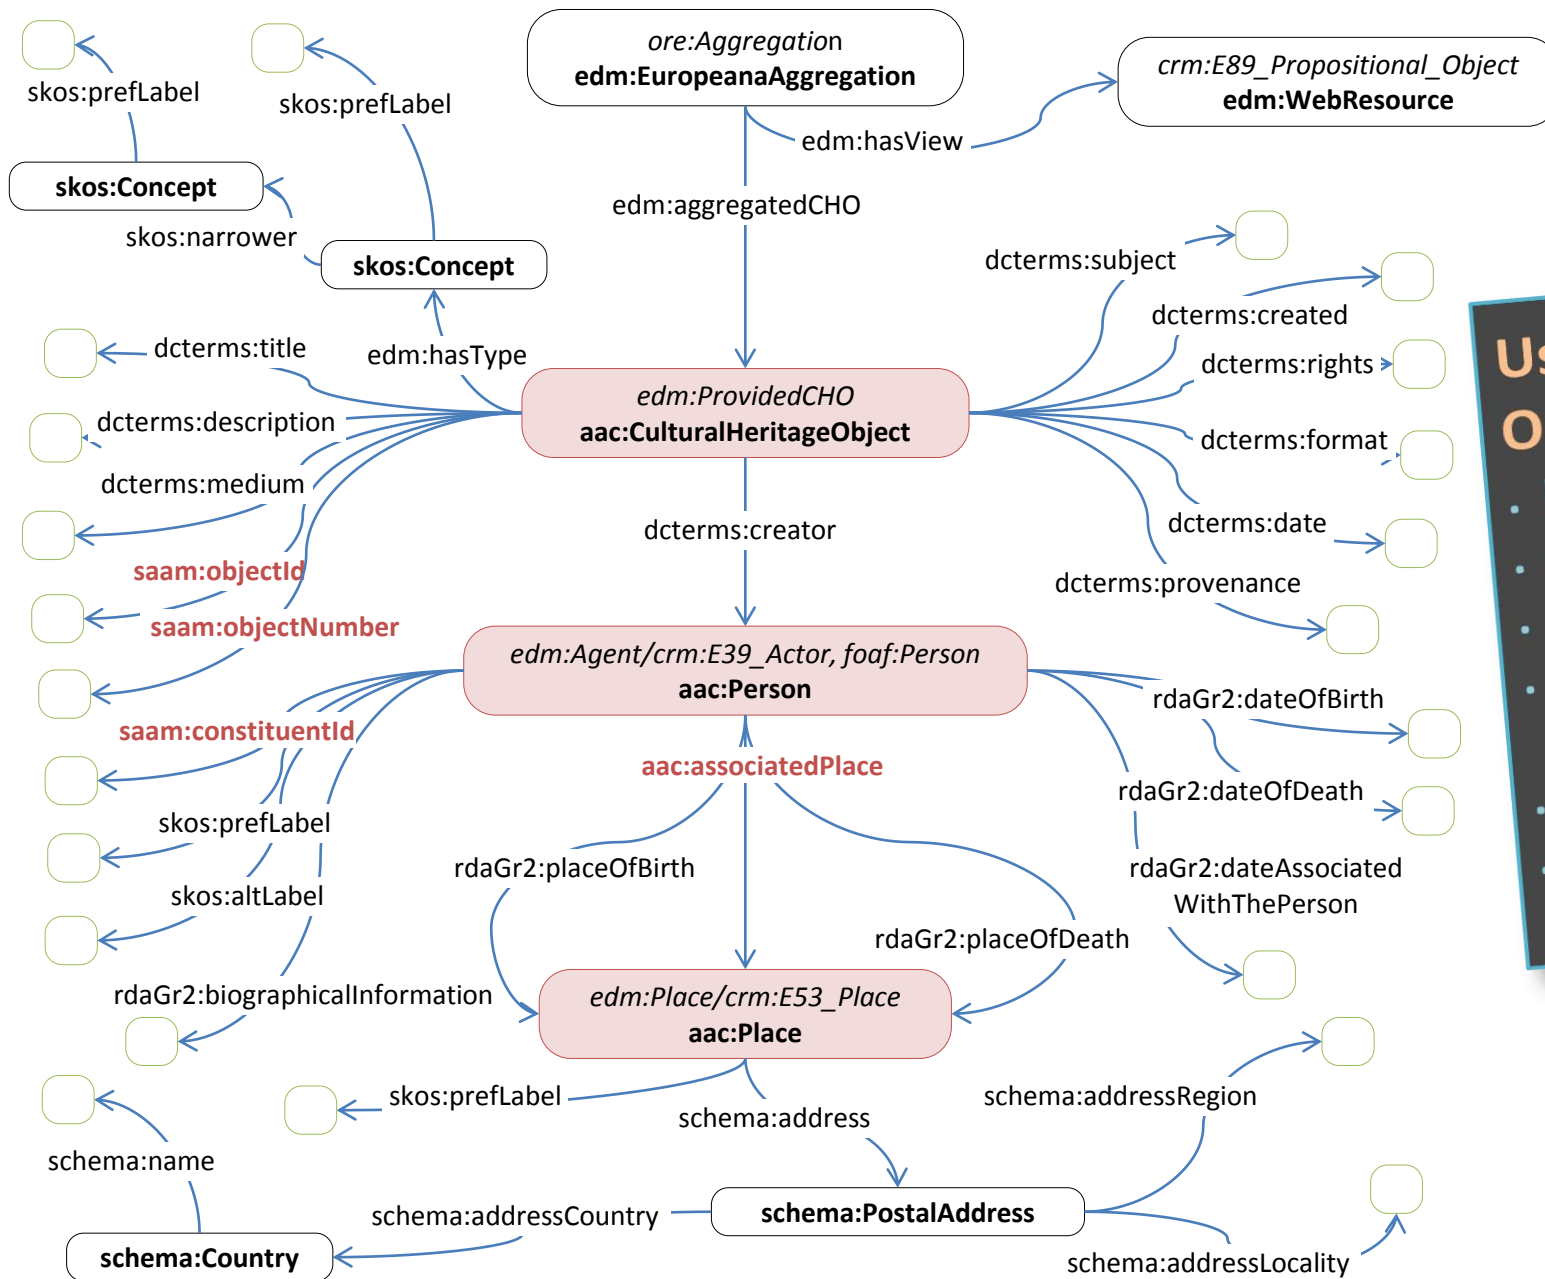 ore:Aggregation
edm:EuropeanaAggregation
crm:E89_Propositional_Object
edm:WebResource
skos:prefLabel
skos:prefLabel
edm:hasView
skos:Concept
edm:aggregatedCHO
skos:narrower
skos:Concept
dcterms:subject
dcterms:created
dcterms:title
edm:hasType
dcterms:rights
edm:ProvidedCHO
aac:CulturalHeritageObject
dcterms:description
dcterms:format
dcterms:medium
dcterms:creator
dcterms:date
saam:objectId
dcterms:provenance
saam:objectNumber
edm:Agent/crm:E39_Actor, foaf:Person
aac:Person
rdaGr2:dateOfBirth
saam:constituentId
aac:associatedPlace
rdaGr2:dateOfDeath
skos:prefLabel
rdaGr2:placeOfBirth
rdaGr2:dateAssociated
WithThePerson
skos:altLabel
rdaGr2:placeOfDeath
rdaGr2:biographicalInformation
edm:Place/crm:E53_Place
aac:Place
skos:prefLabel
schema:address
schema:addressRegion
schema:name
schema:addressCountry
schema:PostalAddress
schema:Country
schema:addressLocality